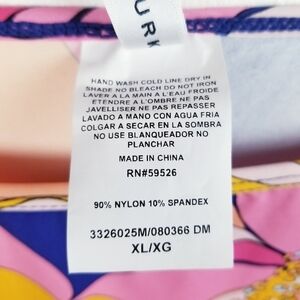 URK
HAND WASH COLD LINE DRY IN
SHADE NO BLEACH DO NOT IRON
LAVER A LA MAIN A L'EAU FROIDE
ETENDRE A L'OMBRE NE PAS
JAVELLISER NE PAS REPASSER
LAVADO A MANO CON AGUA FRIA
COLGAR A SECAR EN LA SOMBRA
NO USE BLANQUEADOR NO
PLANCHAR
MADE IN CHINA
RN#59526
90% NYLON 10% SPANDEX
3326025M/080366 DM
XL/XG